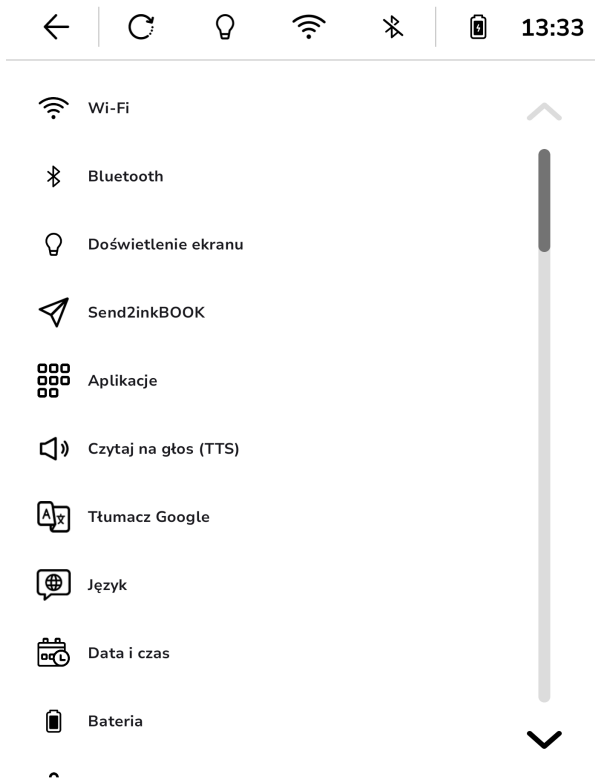 13:33
Wi-Fi
Bluetooth
Doświetlenie ekranu
Send2inkBOOK
Aplikacje
Czytaj na głos (TTS)
Tłumacz Google
Język
Data i czas
Bateria